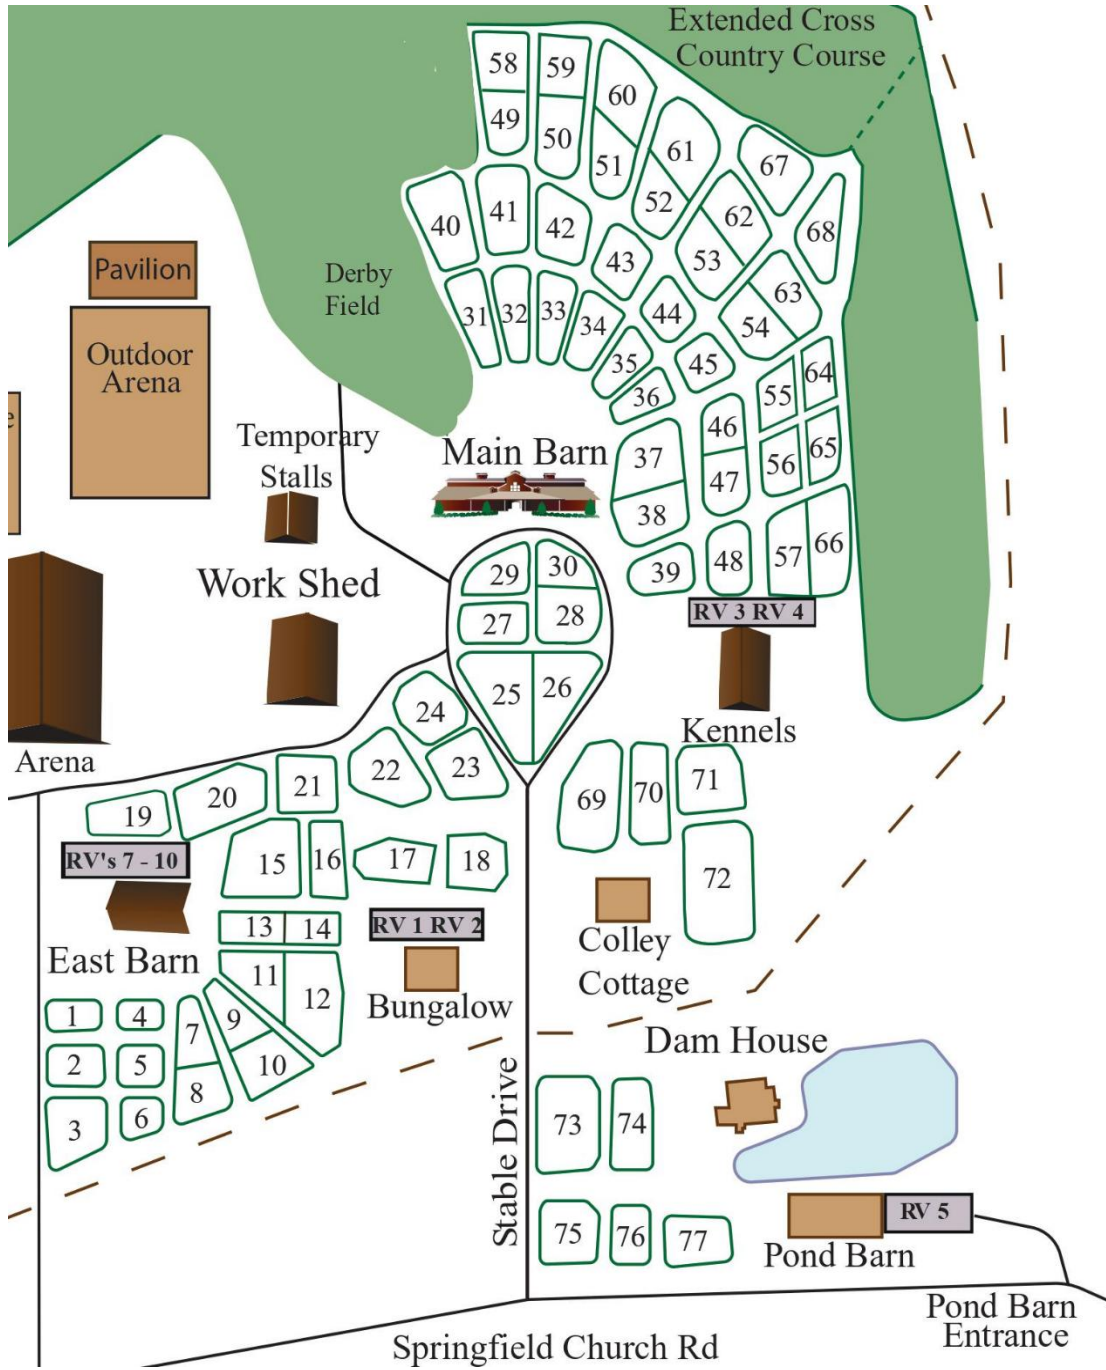 Extended Cross
Country Course
58
59
60
49
50
51
61
67
52
62
68
40
41
42
43
53
63
Derby
Field
31
32
33
34
44
54
35
45
36
55
64
Pavilion
Outdoor
Arena
e
Temporary
Stalls
Main Barn
37
46
47
56
65
38
39
48
57
66
Work Shed
29
30
27
28
25
26
RV 3 RV 4
Kennels
Arena
24
22
23
21
20
19
RV's 7 - 10
15
16
17
18
69
70
71
72
13
14
RV 1 RV 2
East Barn
11
12
Bungalow
Colley
Cottage
1
4
7
9
2
5
8
10
3
6
Dam House
Stable Drive
73
74
75
76
77
RV 5
Pond Barn
Pond Barn
Entrance
Springfield Church Rd